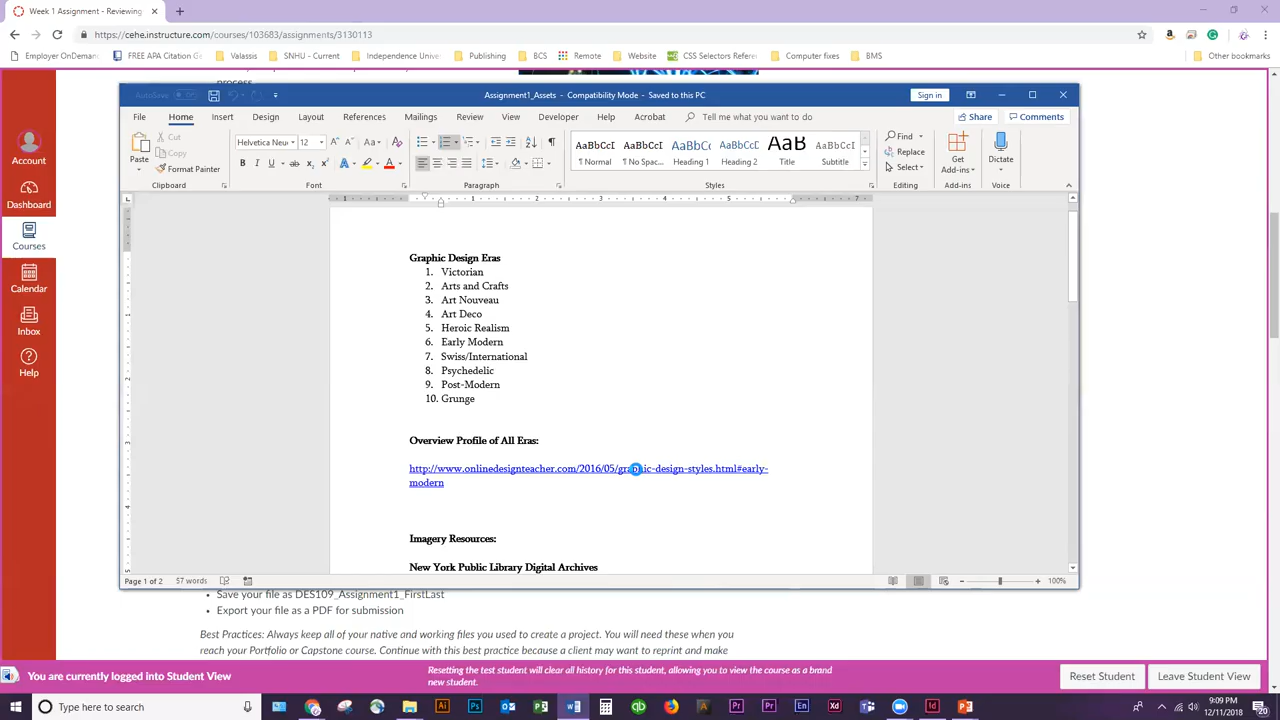 Week 1 Assignment - Reviewing
https://cehe.instructure.com/courses/103683/assignments/3130113
Employer OnDeman
FREE APA Citation Ge
Valassis
SNHU - Current
Independence Unive
Publishing
BCS
Remote
Website
CSS Selectors Refere
Computer fixes
BMS
Other bookmarks
process.
AutoSave
Off
Assignment1_Assets - Compatibility Mode - Saved to this PC
Sign in
File Home Insert Design Layout References Mailings Review View Developer Help Acrobat Tell me what you want to do
Share
Comments
Paste
Cut
Copy
Format Painter
Clipboard
Helvetica Neue
12
Font
Paragraph
AaBbCcI AaBbCcI AaBbCc AaBbCcD AaB AaBbCcD
¶ Normal ¶ No Spac... Heading 1 Heading 2 Title Subtitle
Styles
Find
Replace
Select
Editing
Get
Add-ins
Add-ins
Dictate
Voice
Account
Dashboard
Courses
Calendar
Inbox
Help
Graphic Design Eras
1. Victorian
2. Arts and Crafts
3. Art Nouveau
4. Art Deco
5. Heroic Realism
6. Early Modern
7. Swiss/International
8. Psychedelic
9. Post-Modern
10. Grunge
Overview Profile of All Eras:
http://www.onlinedesignteacher.com/2016/05/graphic-design-styles.html#early-
modern
Imagery Resources:
New York Public Library Digital Archives
Page 1 of 2 57 words
100%
• Save your file as DES109_Assignment1_FirstLast
• Export your file as a PDF for submission
Best Practices: Always keep all of your native and working files you used to create a project. You will need these when you
reach your Portfolio or Capstone course. Continue with this best practice because a client may want to reprint and make
You are currently logged into Student View
Resetting the test student will clear all history for this student, allowing you to view the course as a brand
new student.
Reset Student
Leave Student View
Type here to search
9:09 PM
12/11/2018
20